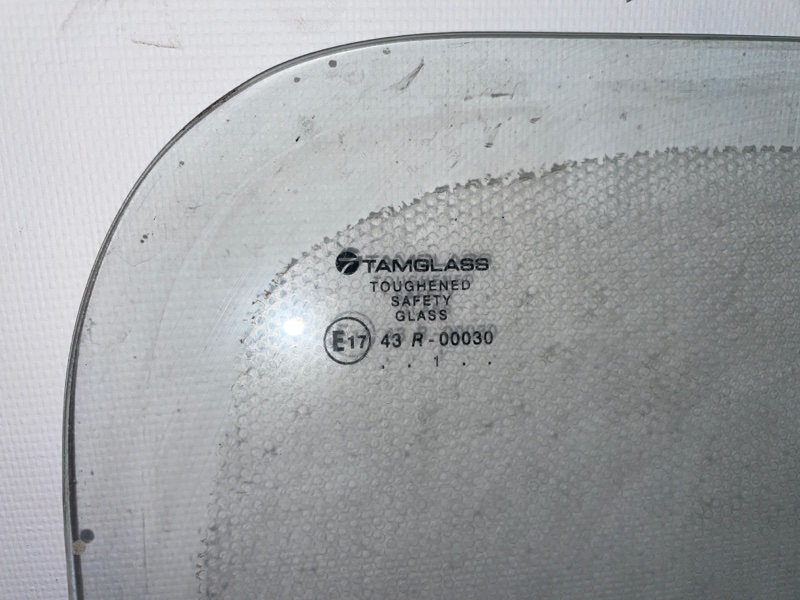 TAMGLASS
TOUGHENED
SAFETY
GLASS
E17 43 R-00030
. . 1 . .